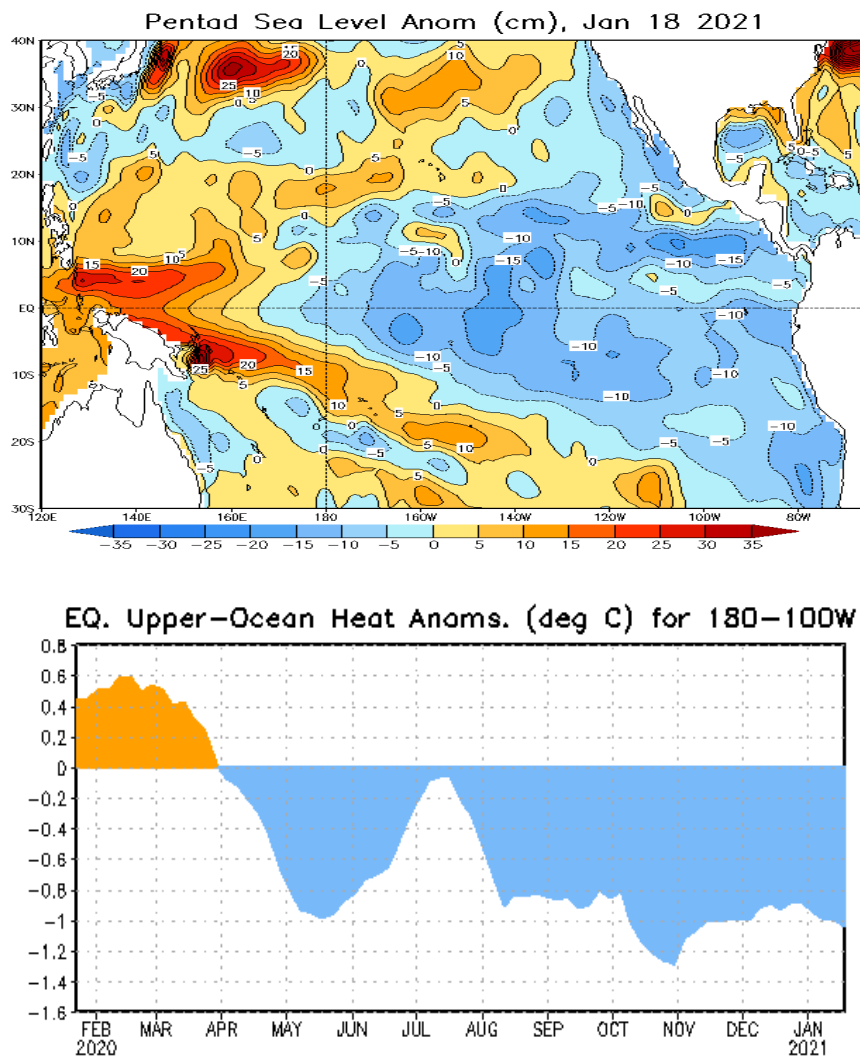 Pentad Sea Level Anom (cm), Jan 18 2021
40N
30N
20N
10N
EQ
10S
20S
30S
120E 140E 160E 180 160W 140W 120W 100W 80W
-35 -30 -25 -20 -15 -10 -5 0 5 10 15 20 25 30 35
EQ. Upper-Ocean Heat Anoms. (deg C) for 180-100W
0.8
0.6
0.4
0.2
0
-0.2
-0.4
-0.6
-0.8
-1
-1.2
-1.4
-1.6
FEB MAR APR MAY JUN JUL AUG SEP OCT NOV DEC JAN
2020 2021